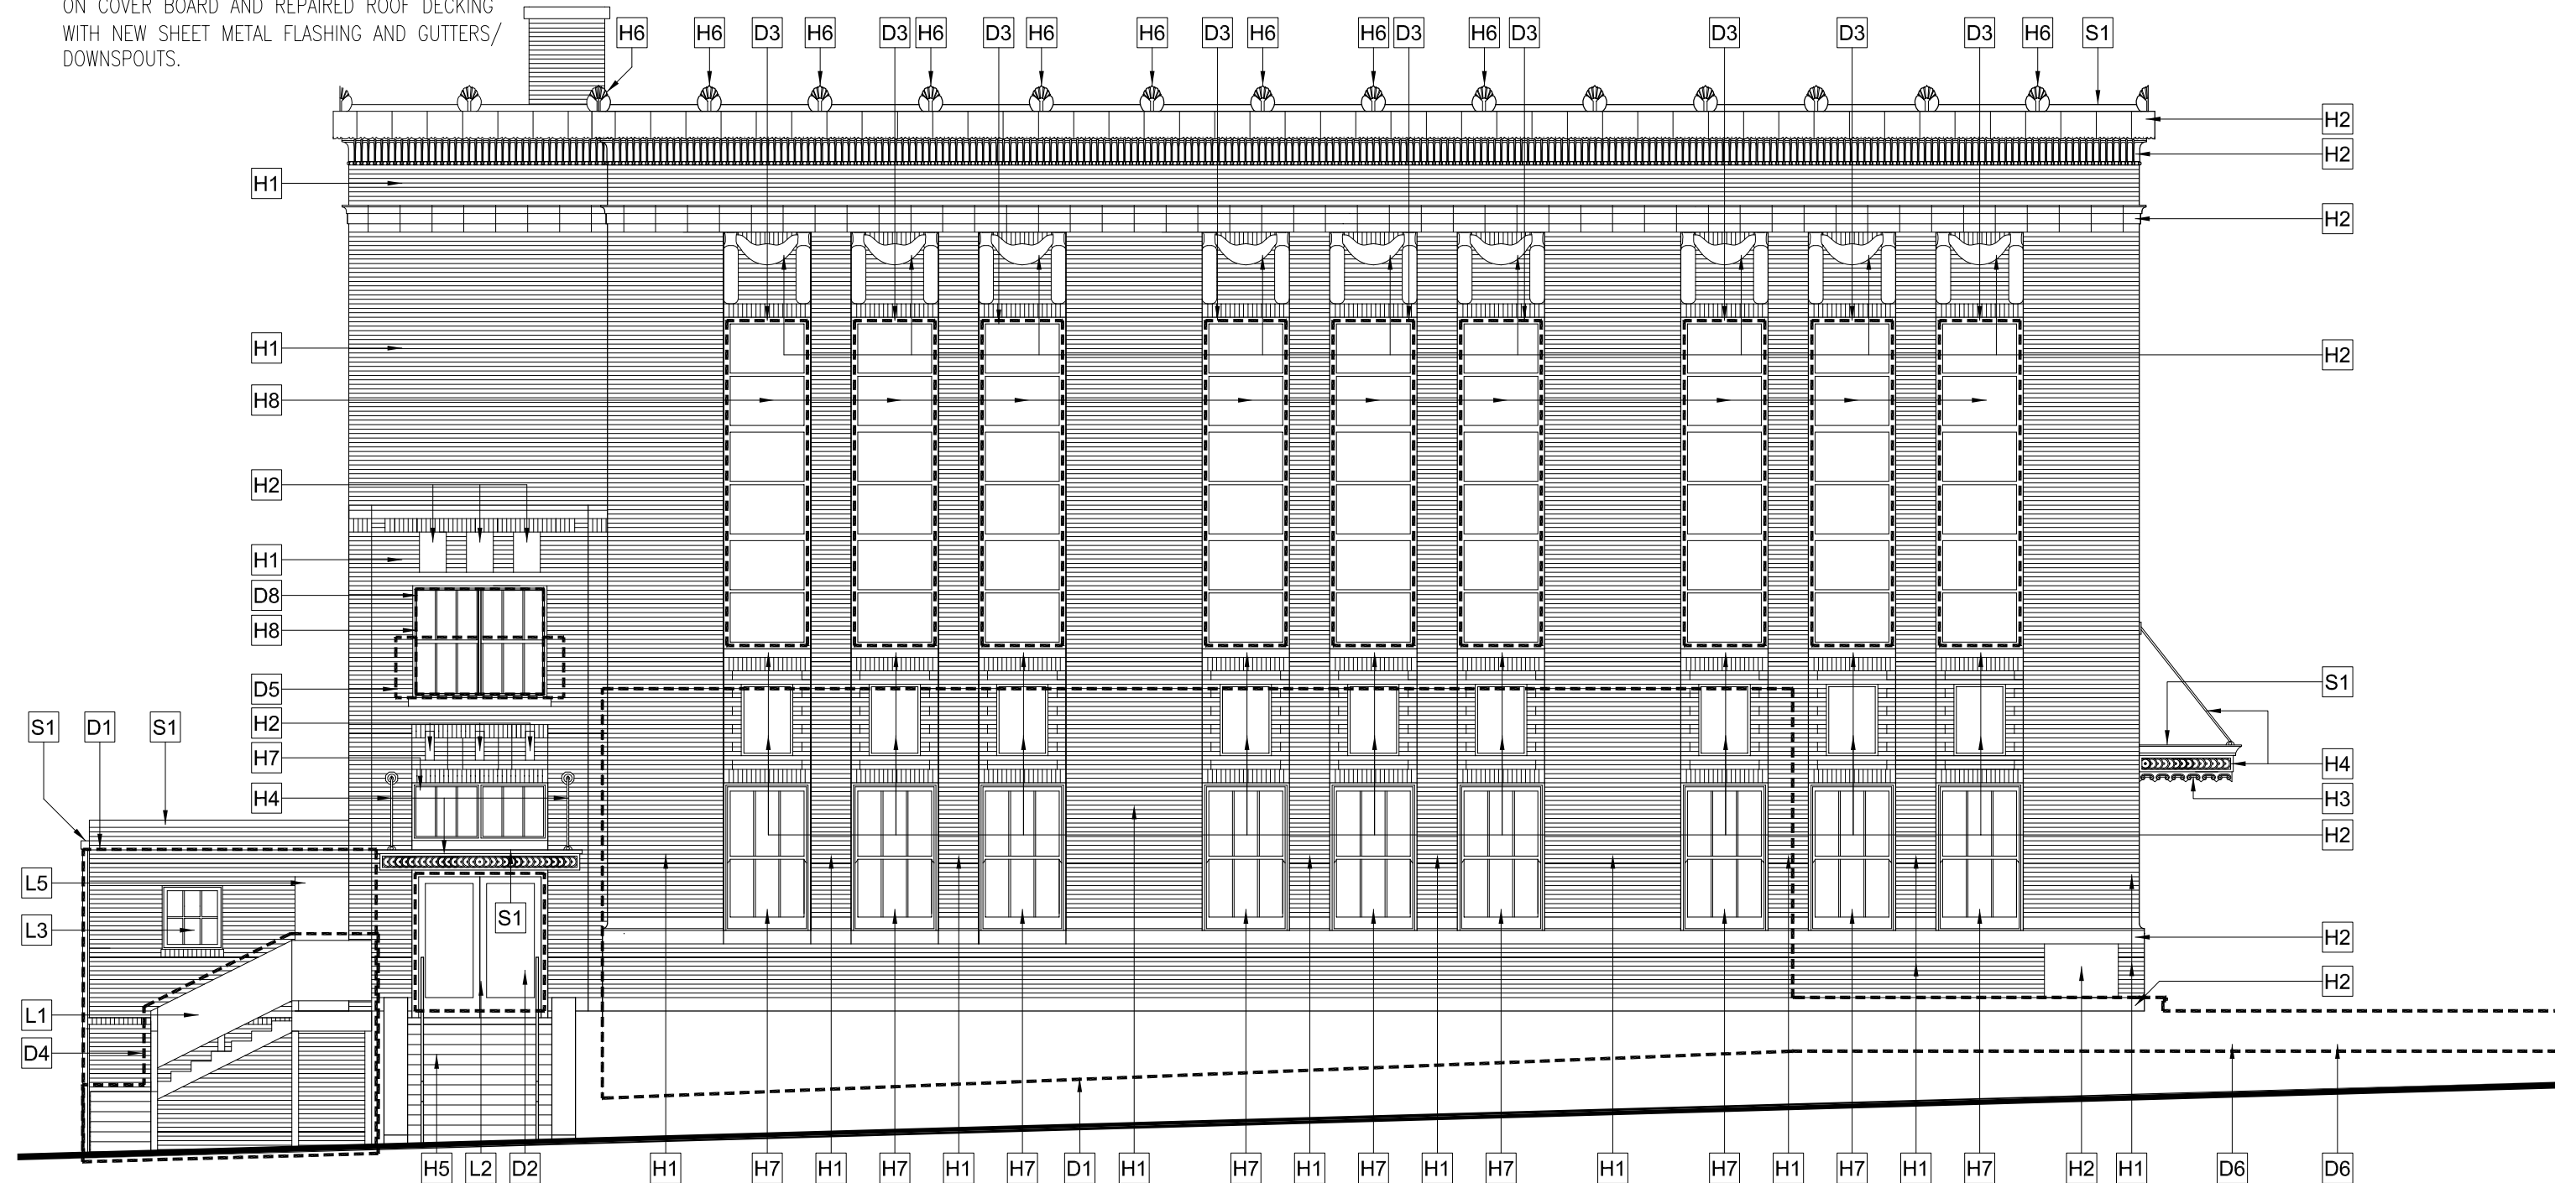 ON COVER BOARD AND REPAIRED ROOF DECKING
WITH NEW SHEET METAL FLASHING AND GUTTERS/
DOWNSPOUTS.
H6 H6 D3 H6 D3 H6 D3 H6 H6 D3 H6 H6 D3 H6 D3 D3 D3 D3 H6 S1
H2
H2
H1
H2
H1
H2
H8
H2
H1
D8
H8
S1
D5
H2
S1 D1 S1
H7
H4
H4
H3
H2
L5
S1
L3
H2
H2
L1
D4
H5 L2 D2 H1 H7 H1 H7 H1 H7 D1 H1 H7 H1 H7 H1 H7 H1 H7 H1 H7 H1 H7 H2 H1 D6 D6